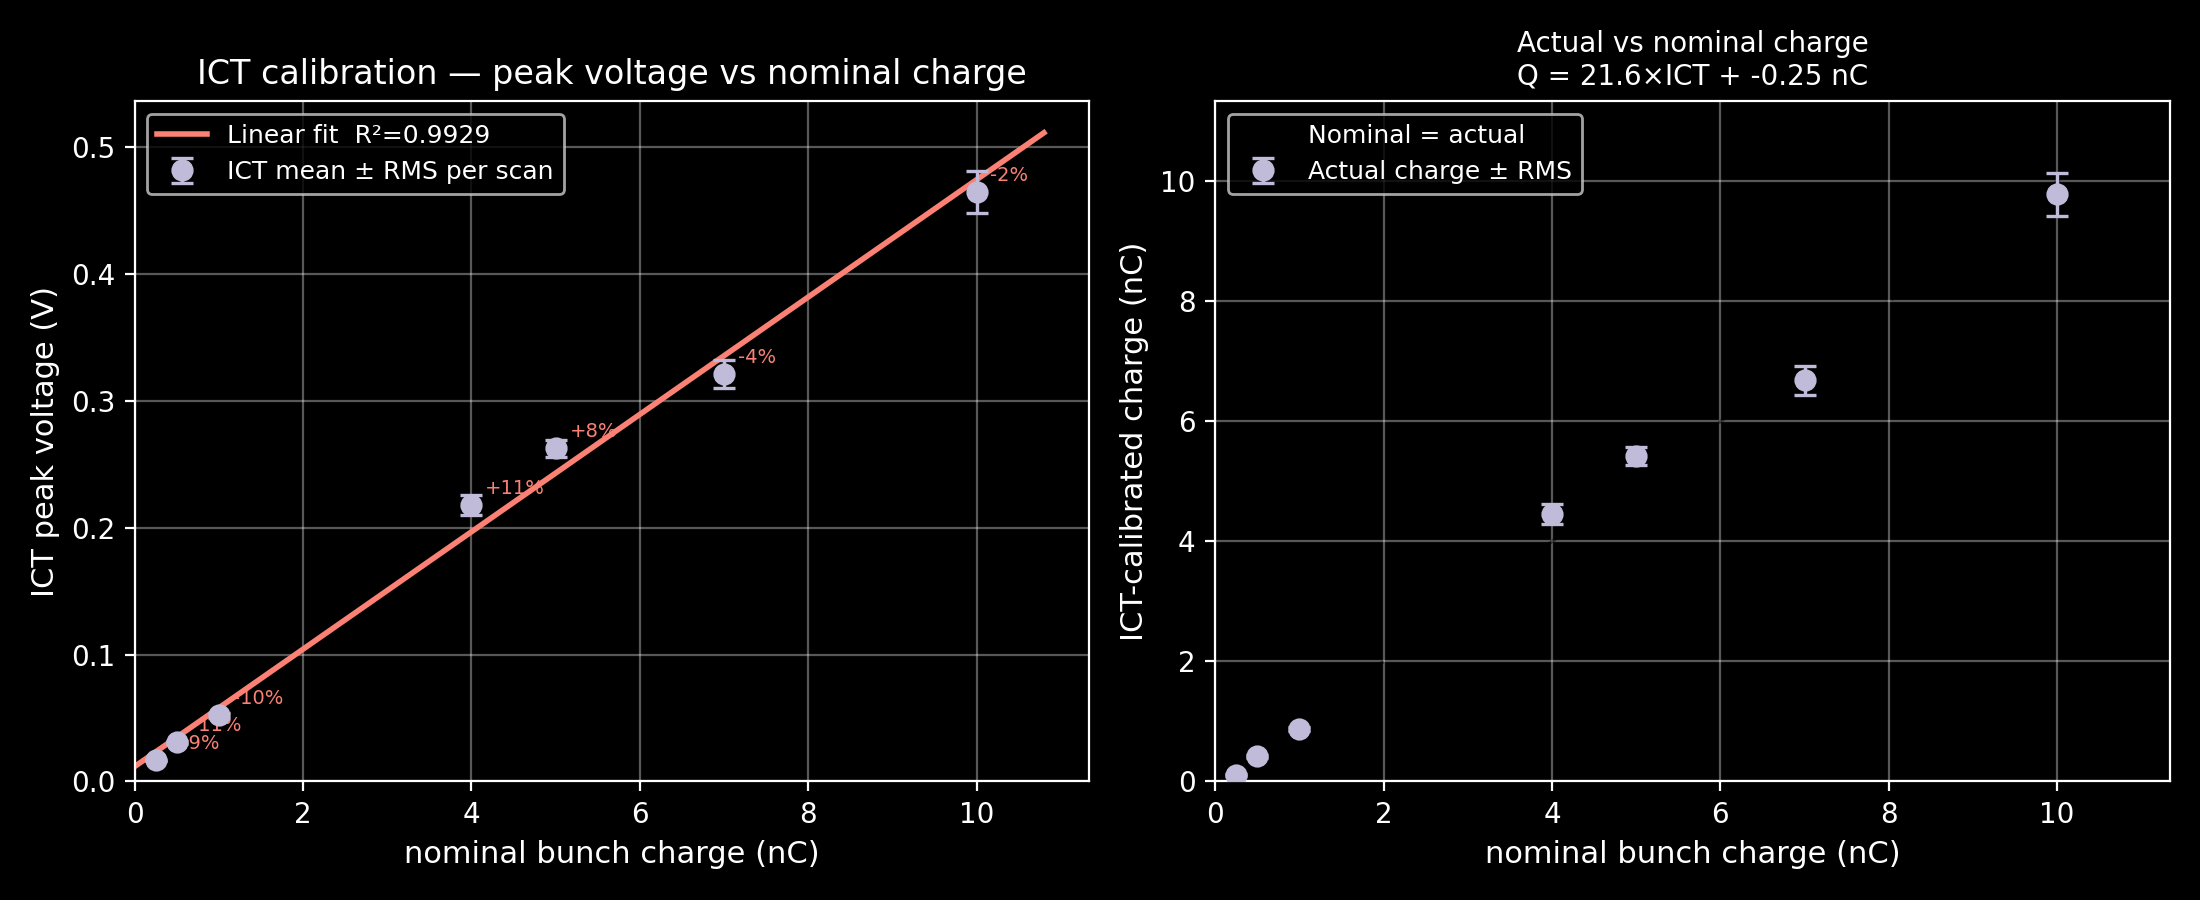 ICT calibration — peak voltage vs nominal charge
Linear fit  R²=0.9929
ICT mean ± RMS per scan
-2%
-4%
+8%
+11%
-10%
11%
9%
0.5
0.4
0.3
0.2
0.1
0.0
ICT peak voltage (V)
0 2 4 6 8 10
nominal bunch charge (nC)
Actual vs nominal charge
Q = 21.6×ICT + -0.25 nC
Nominal = actual
Actual charge ± RMS
10
8
6
4
2
0
ICT-calibrated charge (nC)
0 2 4 6 8 10
nominal bunch charge (nC)